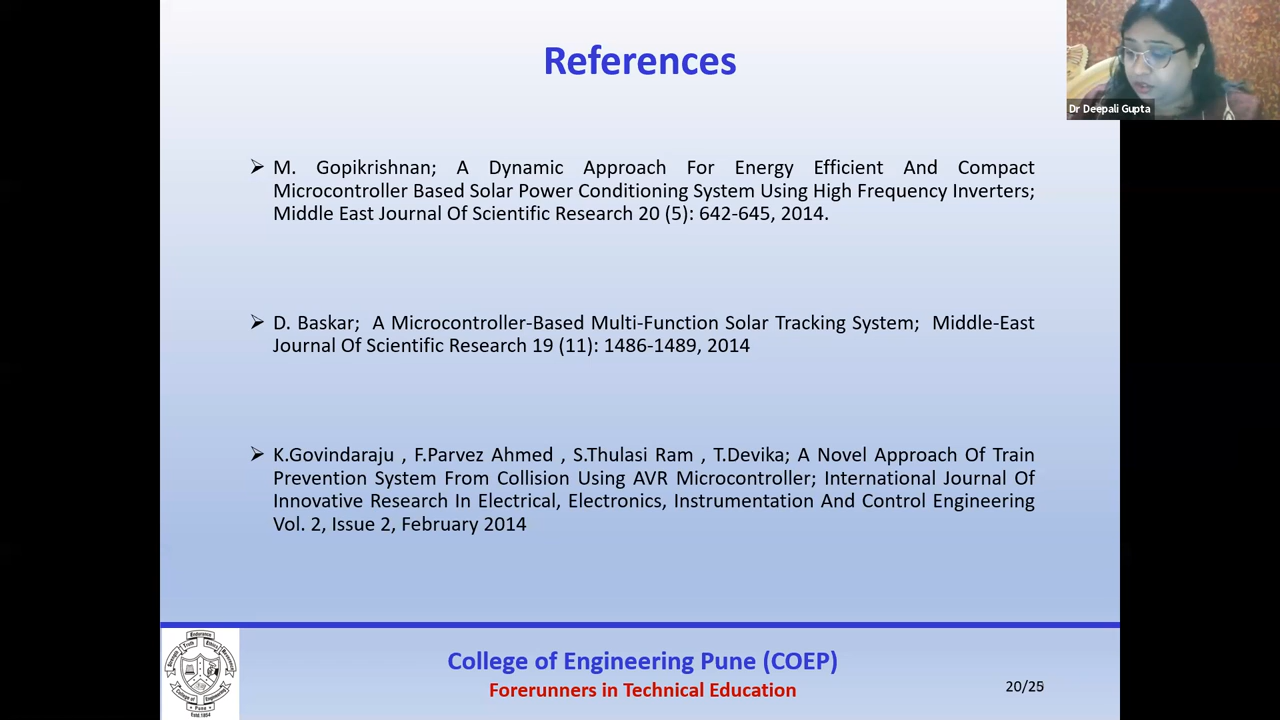 References
Dr Deepali Gupta
M. Gopikrishnan; A Dynamic Approach For Energy Efficient And Compact
Microcontroller Based Solar Power Conditioning System Using High Frequency Inverters;
Middle East Journal Of Scientific Research 20 (5): 642-645, 2014.
D. Baskar; A Microcontroller-Based Multi-Function Solar Tracking System; Middle-East
Journal Of Scientific Research 19 (11): 1486-1489, 2014
K.Govindaraju , F.Parvez Ahmed , S.Thulasi Ram , T.Devika; A Novel Approach Of Train
Prevention System From Collision Using AVR Microcontroller; International Journal Of
Innovative Research In Electrical, Electronics, Instrumentation And Control Engineering
Vol. 2, Issue 2, February 2014
College of Engineering Pune (COEP)
Forerunners in Technical Education
20/25